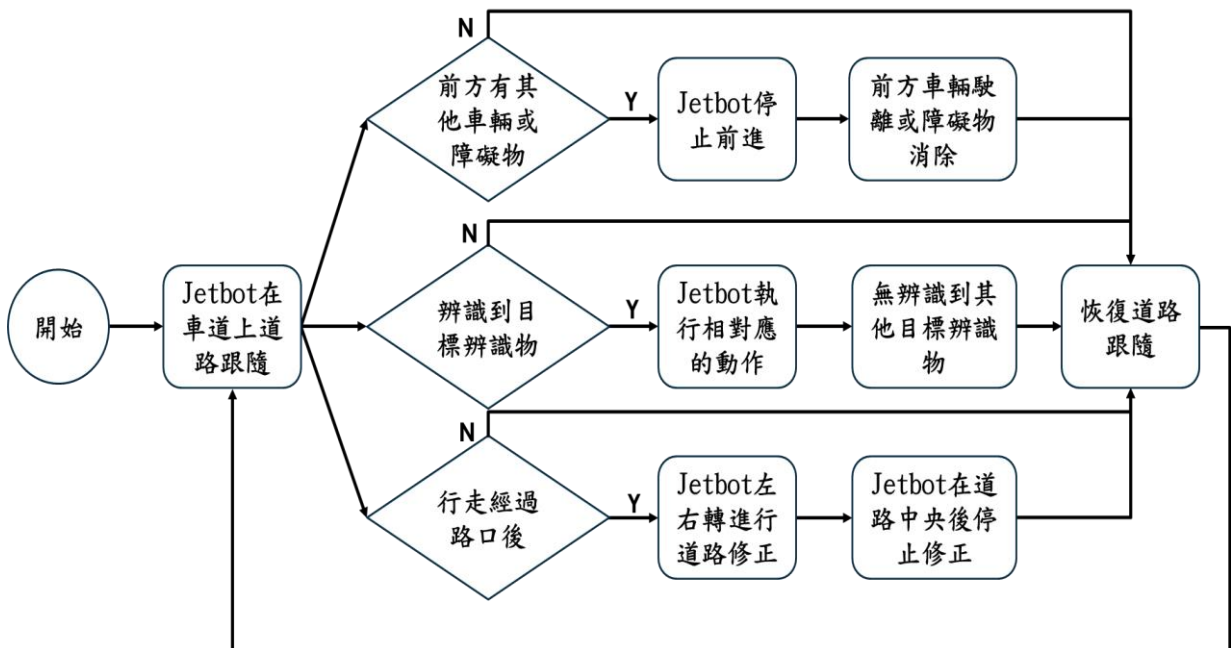 N
前方有其
他車輛或
障礙物
Y
Jetbot停
止前進
前方車輛駛
離或障礙物
消除
開始
Jetbot在
車道上道
路跟隨
N
辨識到目
標辨識物
Y
Jetbot執
行相對應
的動作
無辨識到其
他目標辨識
物
恢復道路
跟隨
N
行走經過
路口後
Y
Jetbot左
右轉進行
道路修正
Jetbot在道
路中央後停
止修正